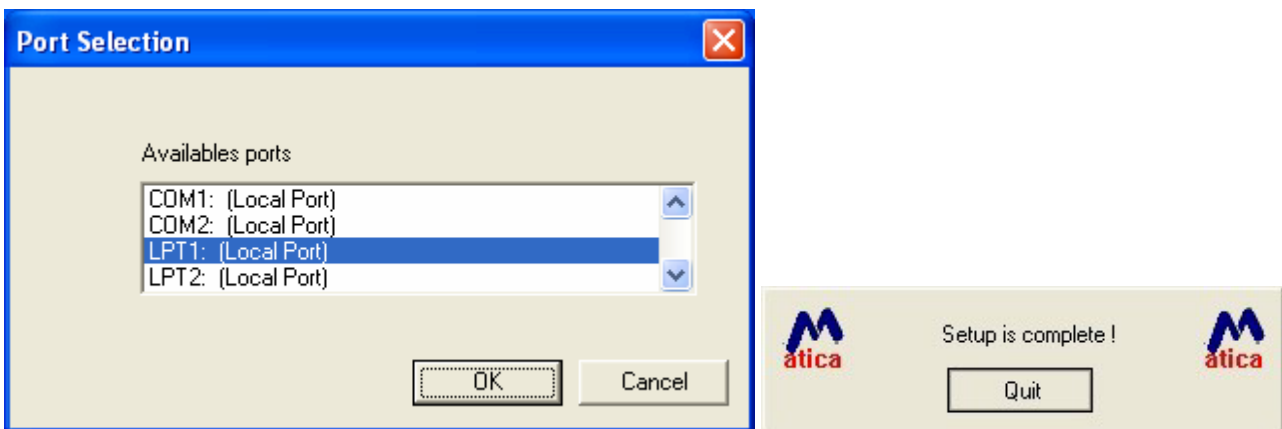 Port Selection
Availables ports
COM1: (Local Port)
COM2: (Local Port)
LPT1: (Local Port)
LPT2: (Local Port)
OK Cancel
Setup is complete !
atica atica
Quit